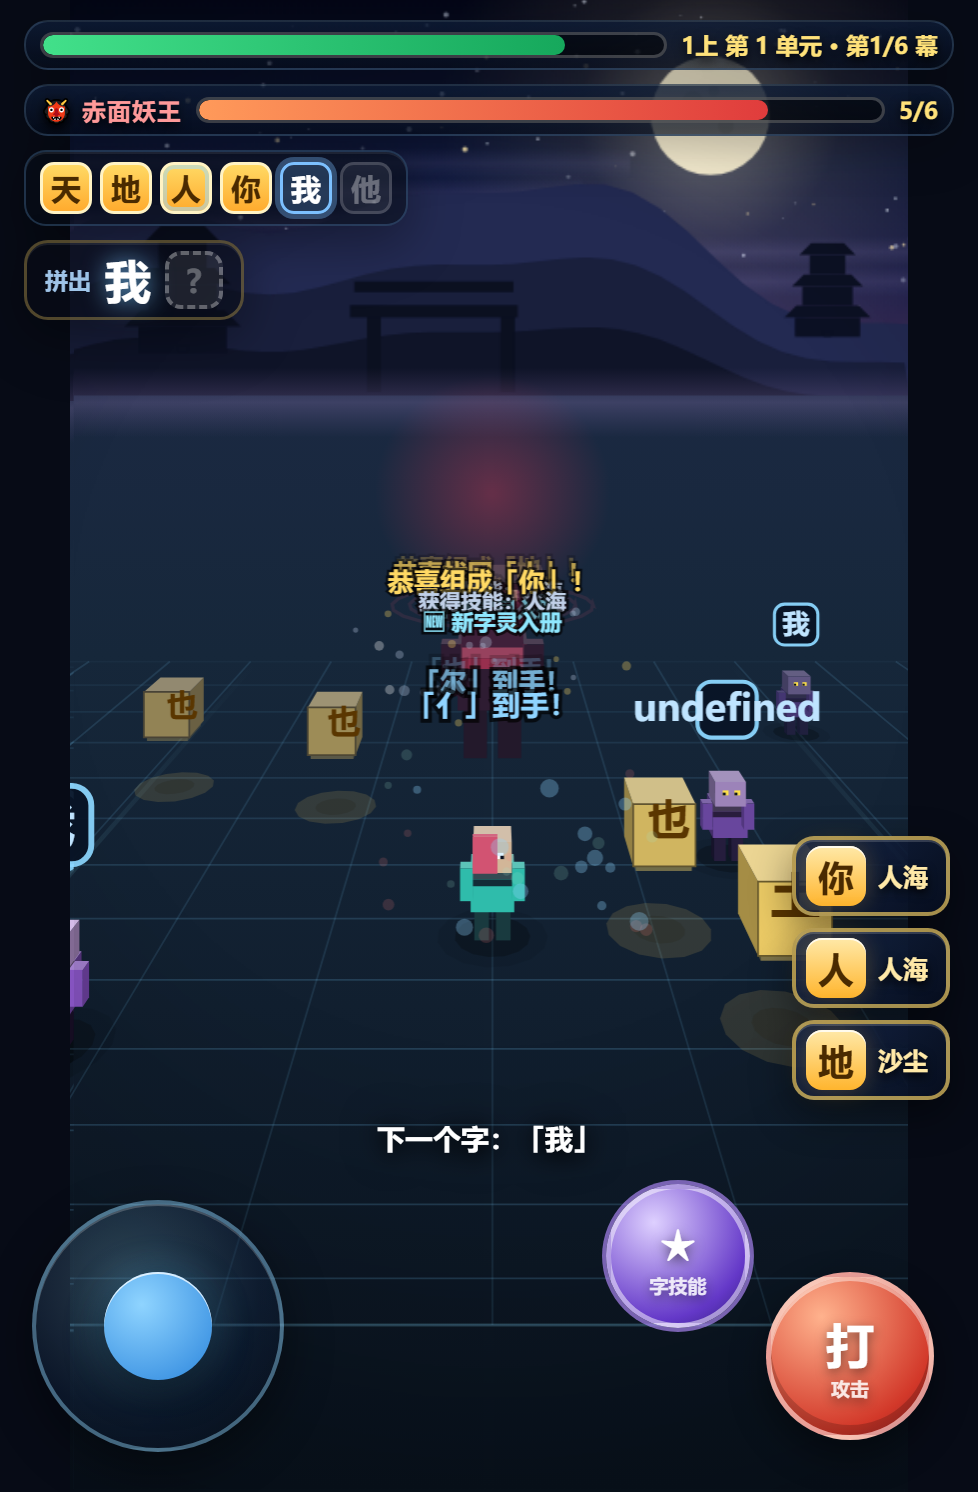 1上 第 1 单元 • 第1/6 幕
赤面妖王 5/6
天 地 人 你 我 他
拼出 我 ?
恭喜组成「你」!
获得技能: 人海
NEW 新字灵入册
「尔」到手!
「亻」到手!
我
undefined
也
也
也
你 人海
人 人海
地 沙尘
下一个字: 「我」
★
字技能
打
攻击